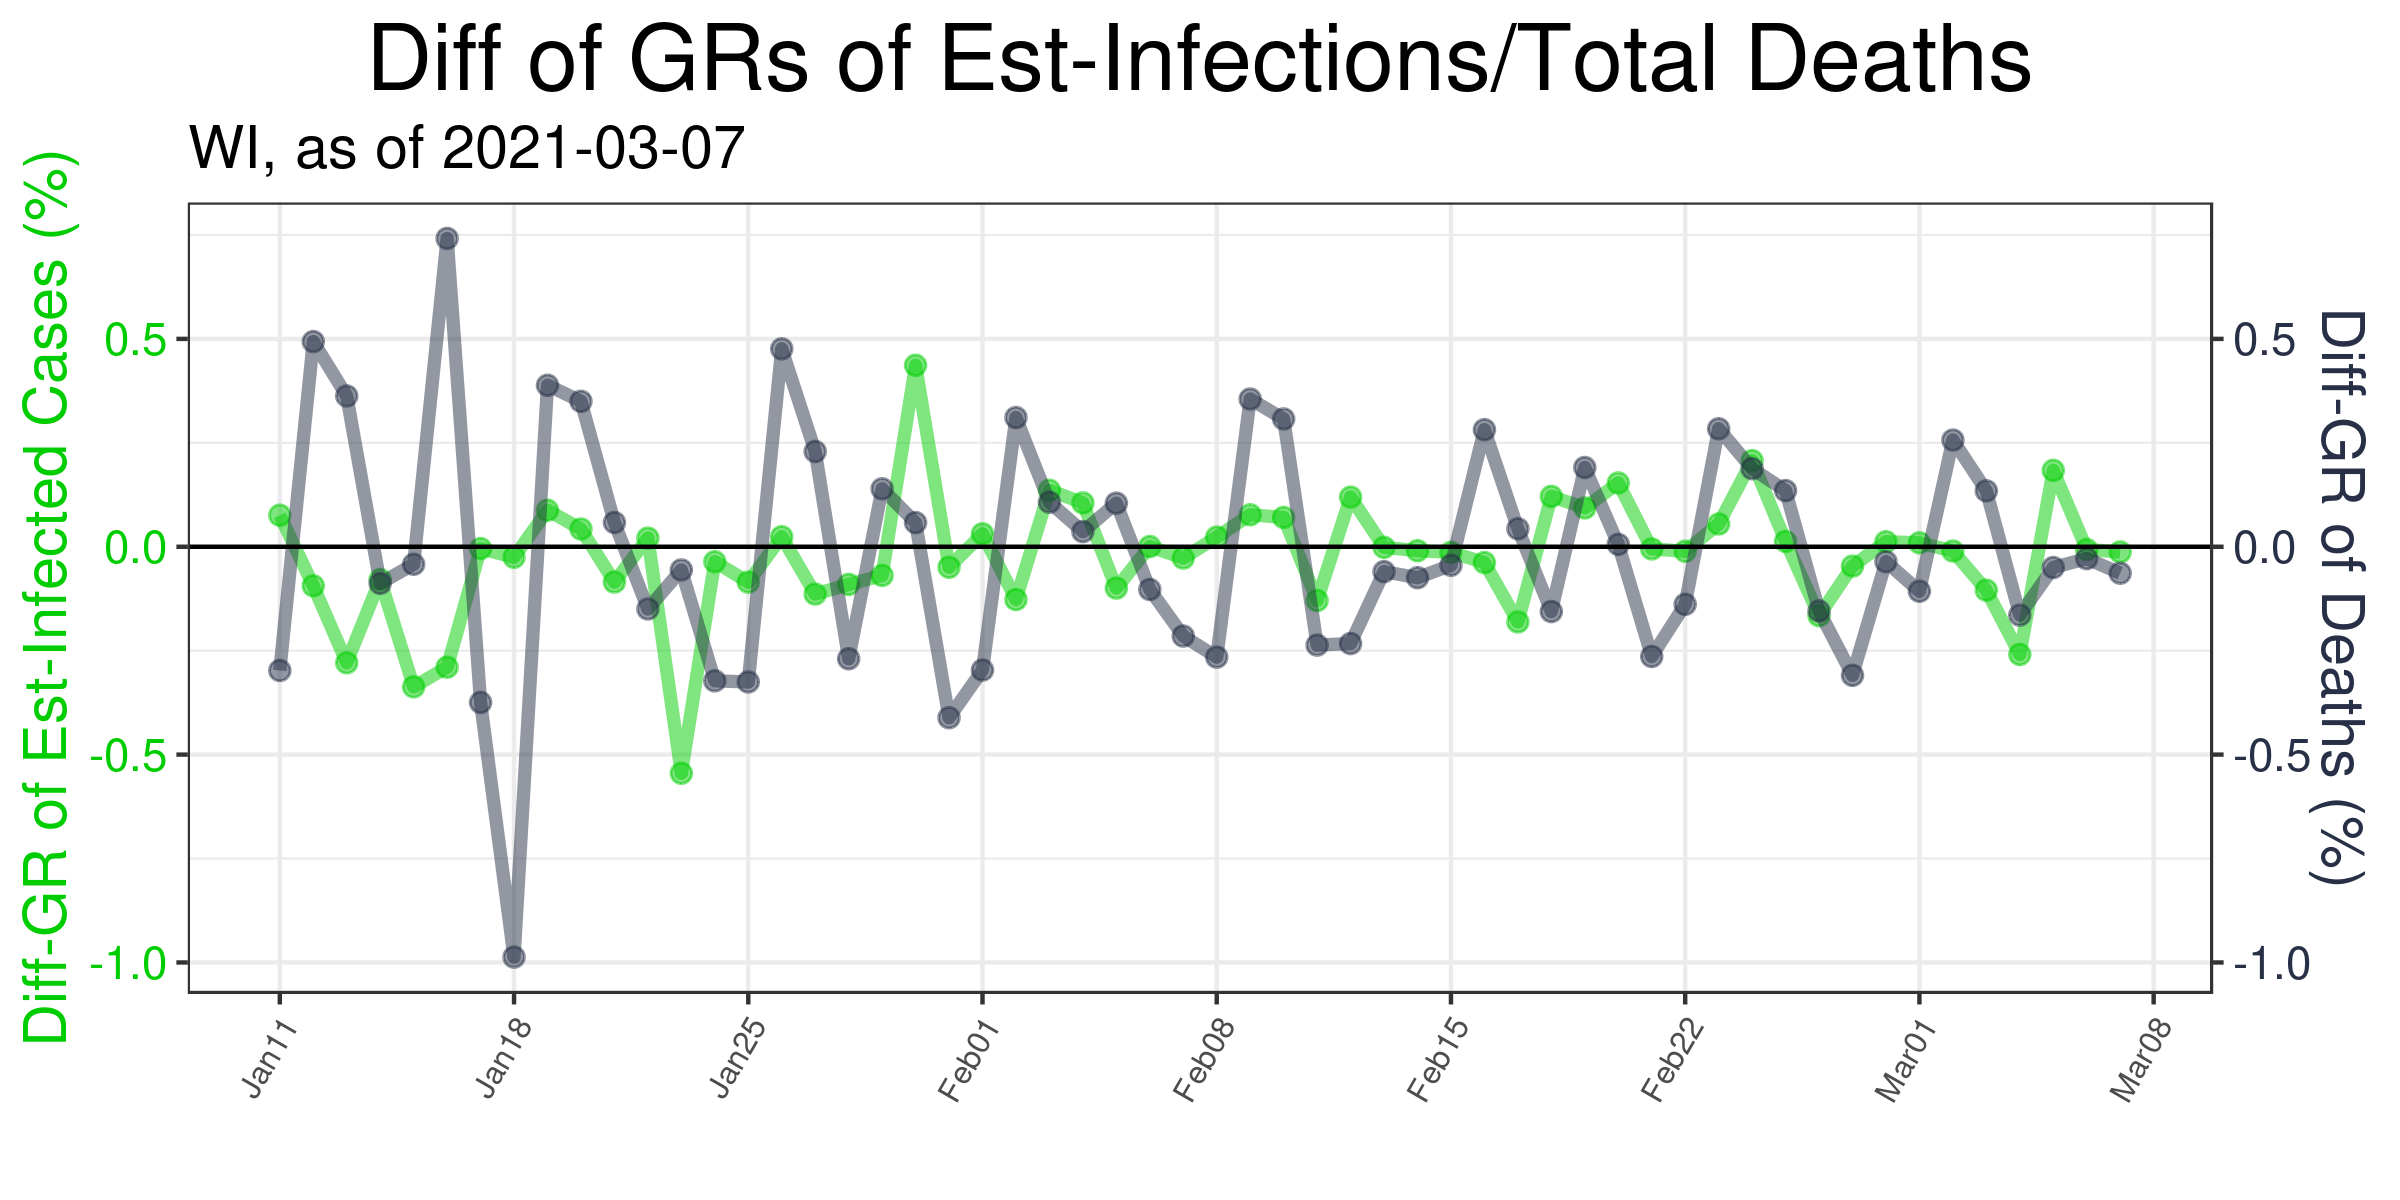 Diff of GRs of Est-Infections/Total Deaths
WI, as of 2021-03-07
Diff-GR of Est-Infected Cases (%)
0.5
0.0
-0.5
-1.0
0.5
0.0
-0.5
-1.0
Diff-GR of Deaths (%)
Jan11
Jan18
Jan25
Feb01
Feb08
Feb15
Feb22
Mar01
Mar08